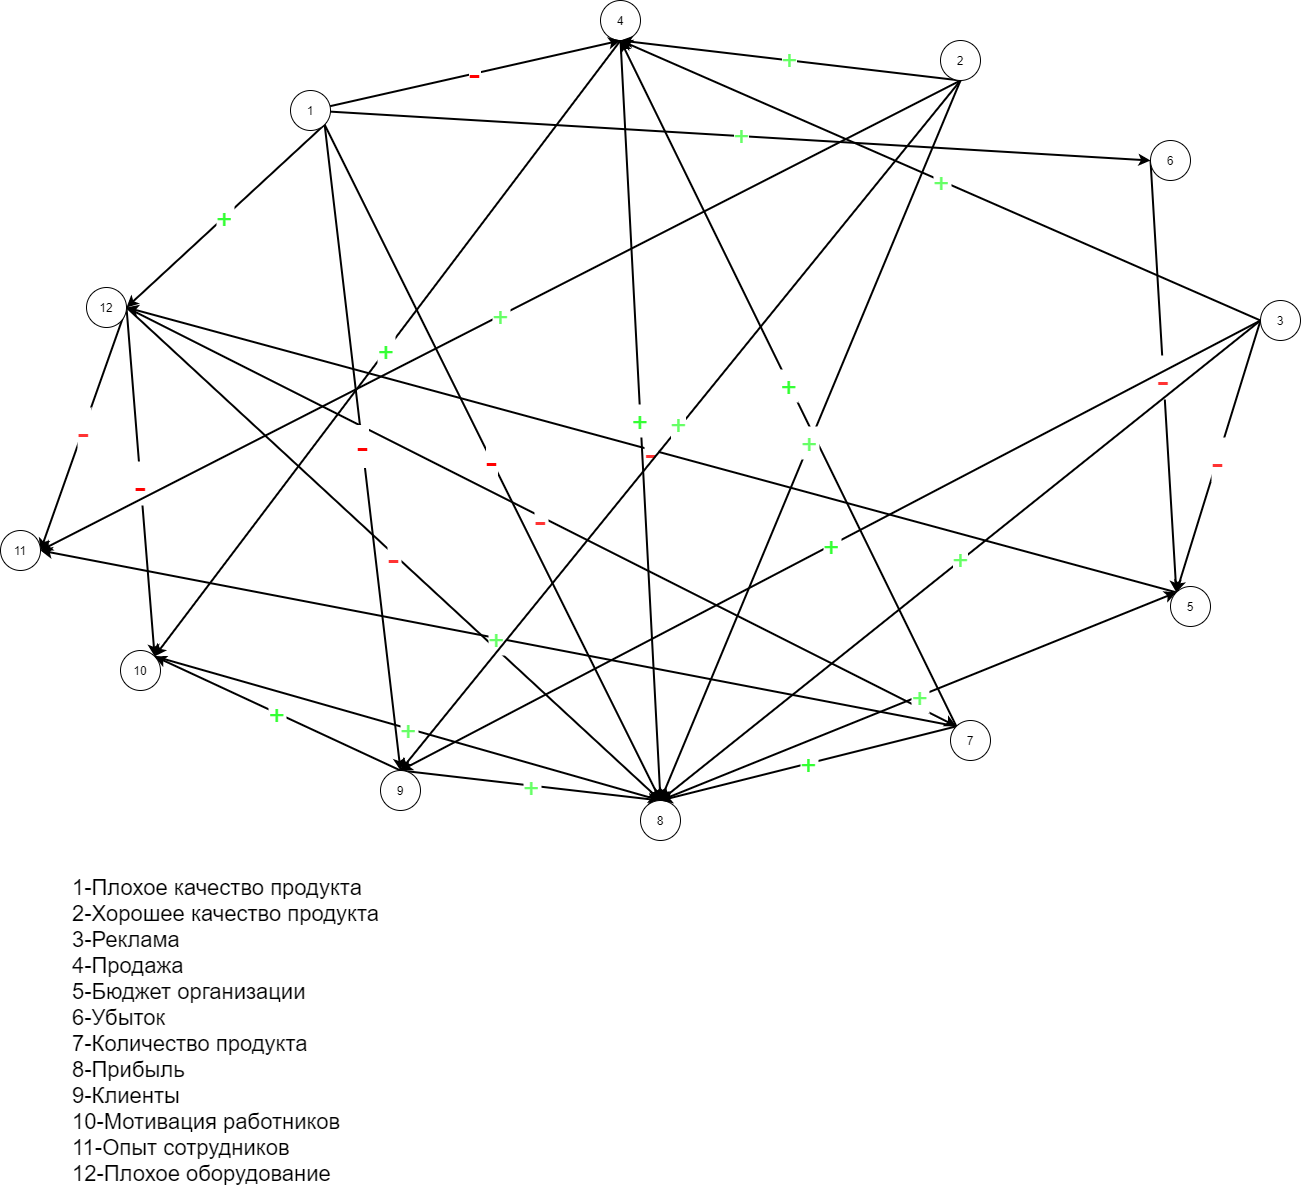 4
2
1
6
12
3
11
5
10
7
9
8
1-Плохое качество продукта
2-Хорошее качество продукта
3-Реклама
4-Продажа
5-Бюджет организации
6-Убыток
7-Количество продукта
8-Прибыль
9-Клиенты
10-Мотивация работников
11-Опыт сотрудников
12-Плохое оборудование